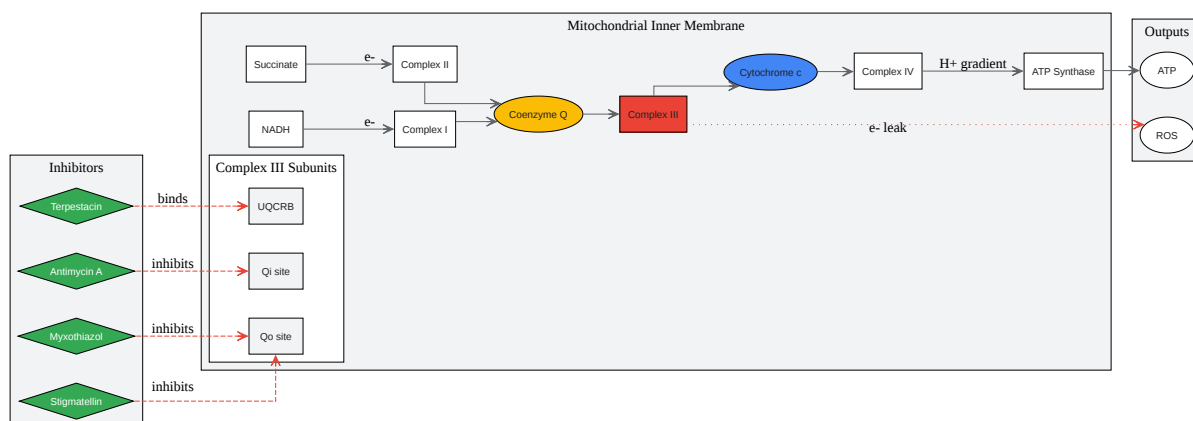 Mitochondrial Inner Membrane
Outputs
Succinate
e-
Complex II
Cytochrome c
Complex IV
H+ gradient
ATP Synthase
ATP
NADH
e-
Complex I
Coenzyme Q
Complex III
e- leak
ROS
Inhibitors
Complex III Subunits
Terpestacin
binds
UQCRB
Antimycin A
inhibits
Qi site
Myxothiazol
inhibits
Qo site
Stigmatellin
inhibits